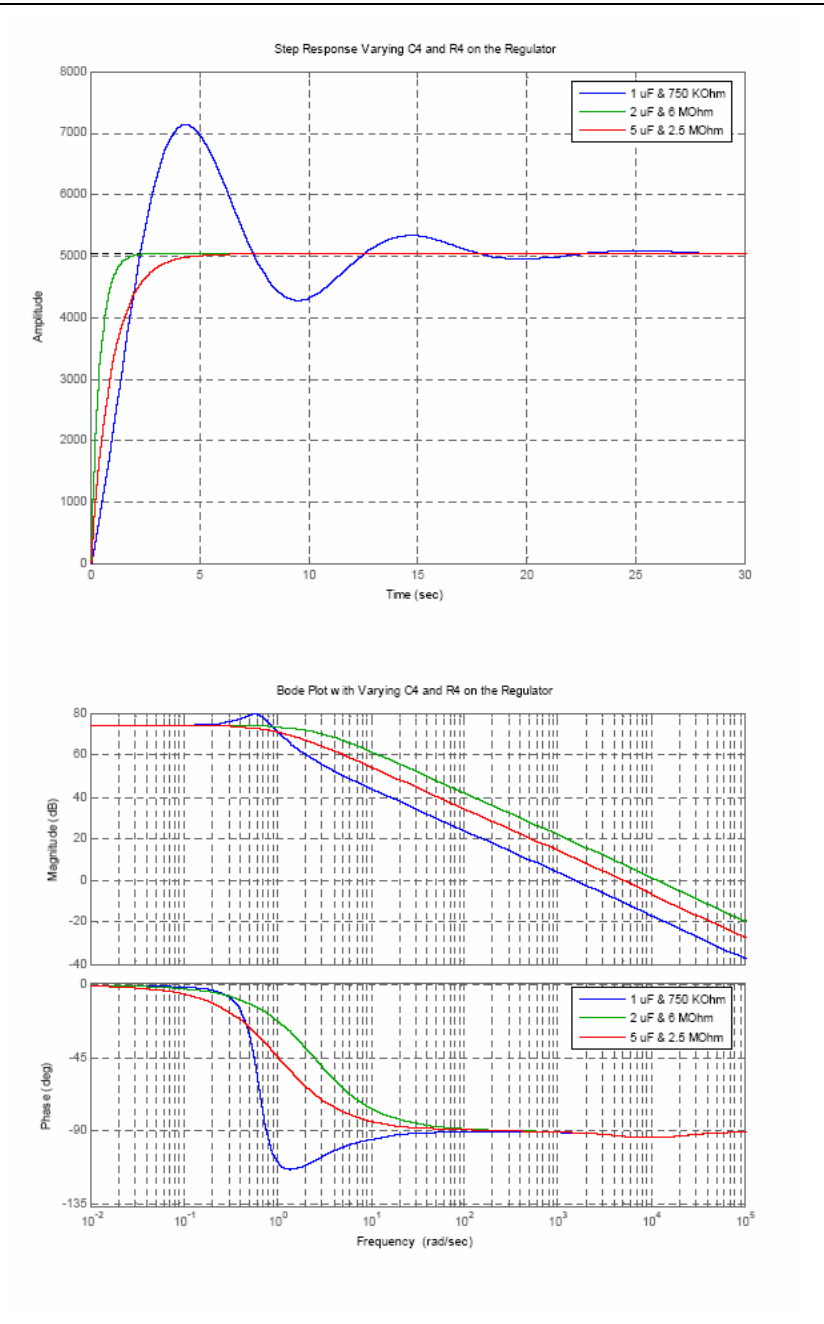 Step Response Varying C4 and R4 on the Regulator
8000
7000
6000
5000
4000
3000
2000
1000
0
Amplitude
1 uF & 750 KOhm
2 uF & 6 MOhm
5 uF & 2.5 MOhm
0 5 10 15 20 25 30
Time (sec)
Bode Plot with Varying C4 and R4 on the Regulator
80
60
40
20
0
-20
-40
Magnitude (dB)
0
-45
-90
-135
Phase (deg)
1 uF & 750 KOhm
2 uF & 6 MOhm
5 uF & 2.5 MOhm
10^-2 10^-1 10^0 10^1 10^2 10^3 10^4 10^5
Frequency (rad/sec)